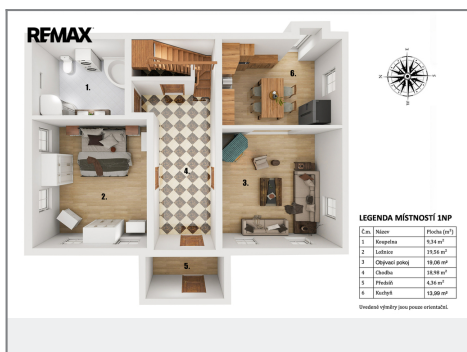 RE/MAX
1.
6.
2.
4.
3.
5.
LEGENDA MÍSTNOSTÍ 1NP
Č.m. Název Plocha (m²)
1 Koupelna 9,34 m²
2 Ložnice 19,56 m²
3 Obývací pokoj 19,06 m²
4 Chodba 18,98 m²
5 Předsíň 4,36 m²
6 Kuchyň 13,99 m²
Uvedené výměry jsou pouze orientační.